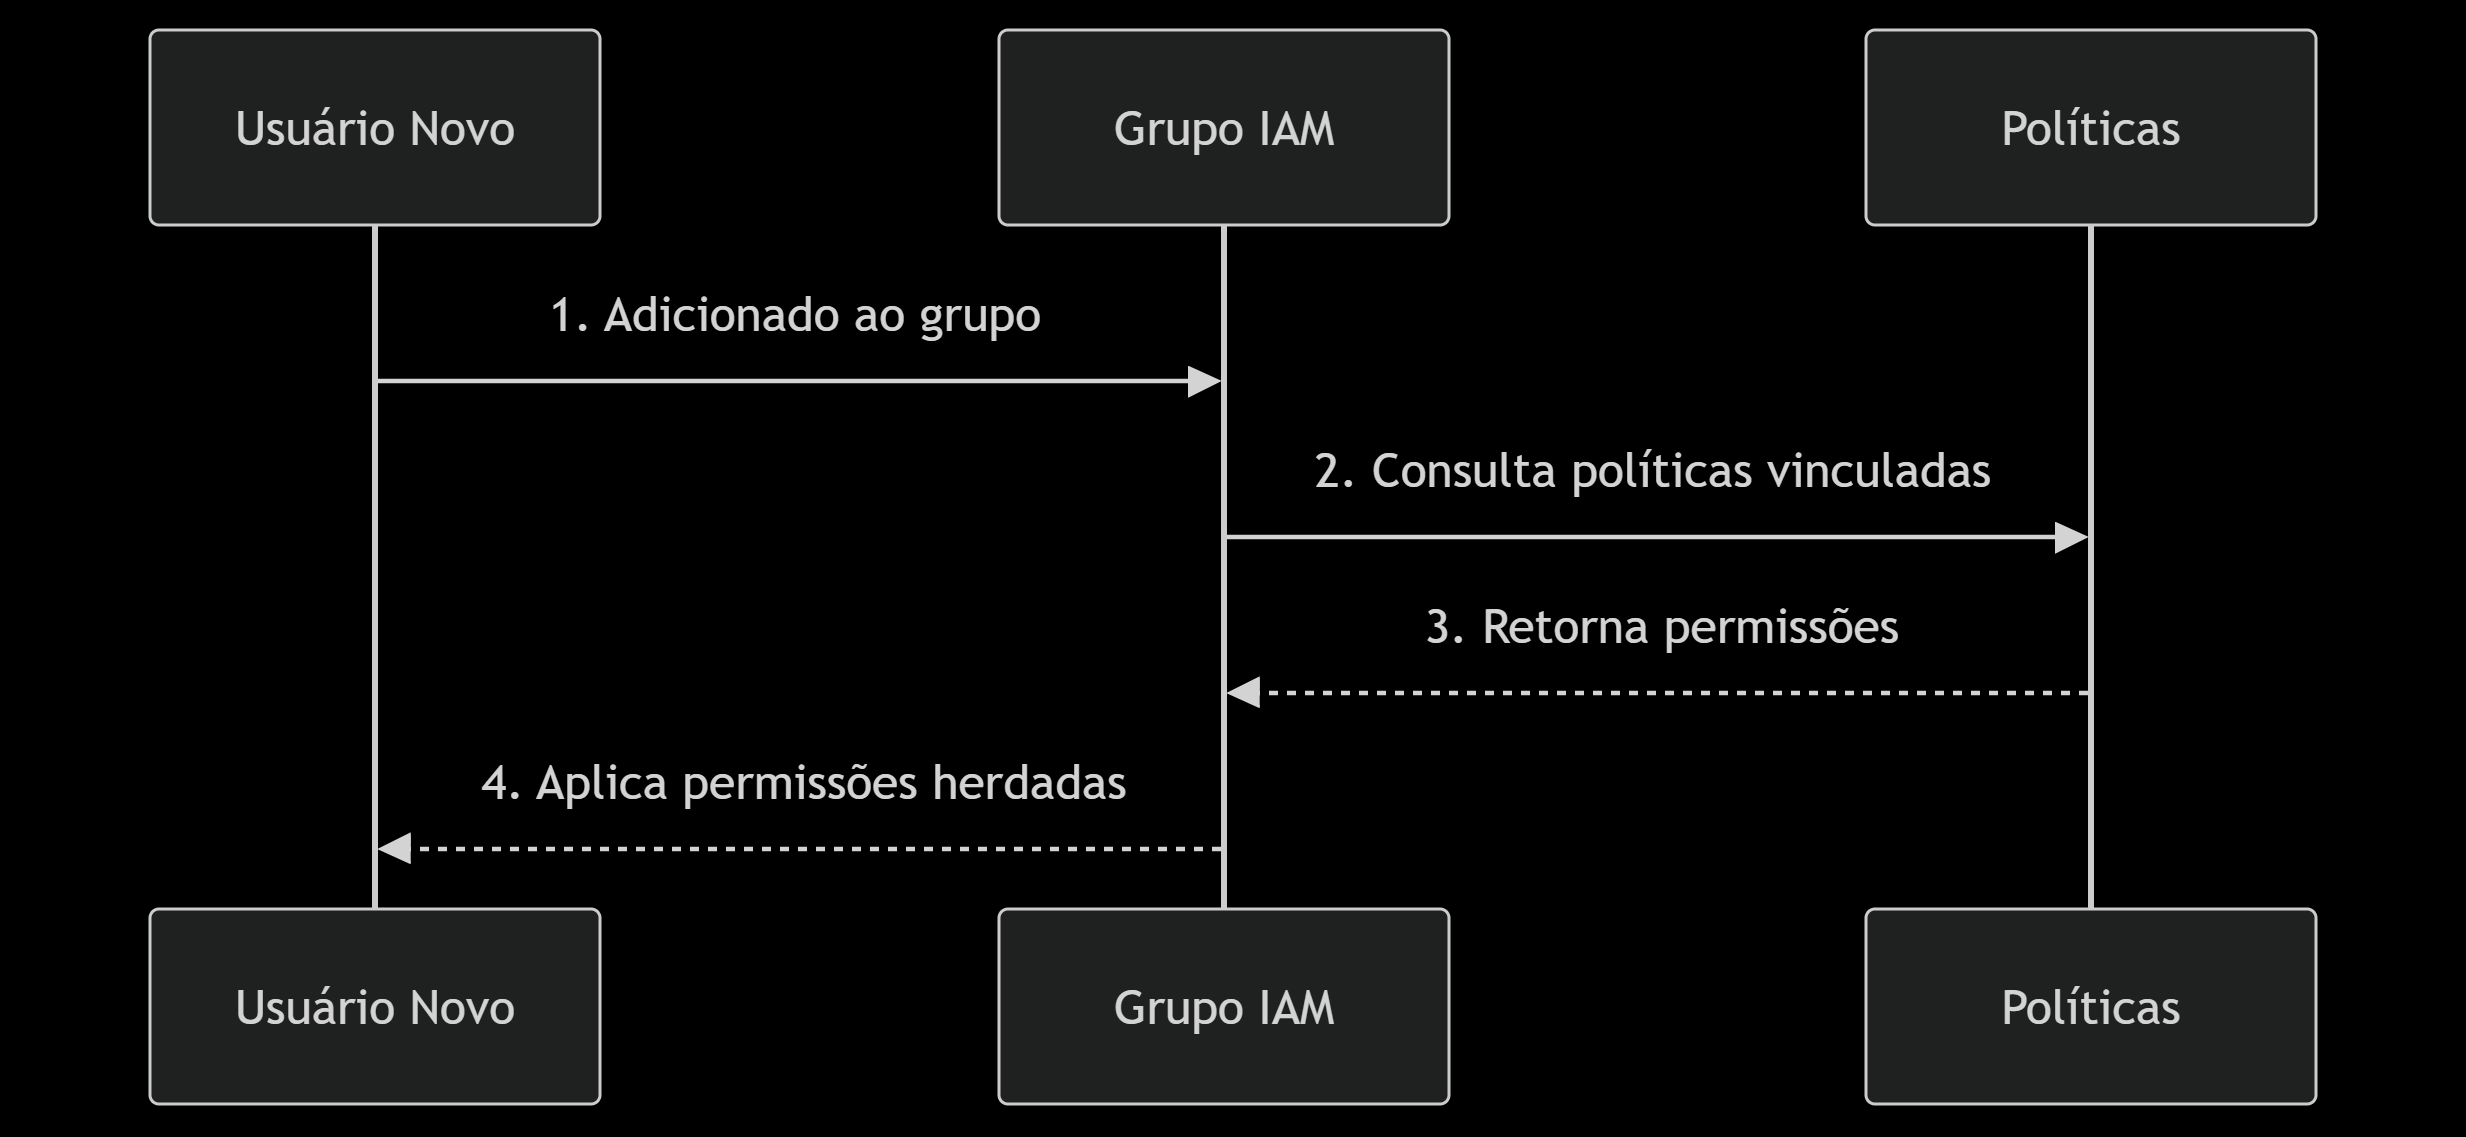 Usuário Novo
Grupo IAM
Políticas
1. Adicionado ao grupo
2. Consulta políticas vinculadas
3. Retorna permissões
4. Aplica permissões herdadas
Usuário Novo
Grupo IAM
Políticas